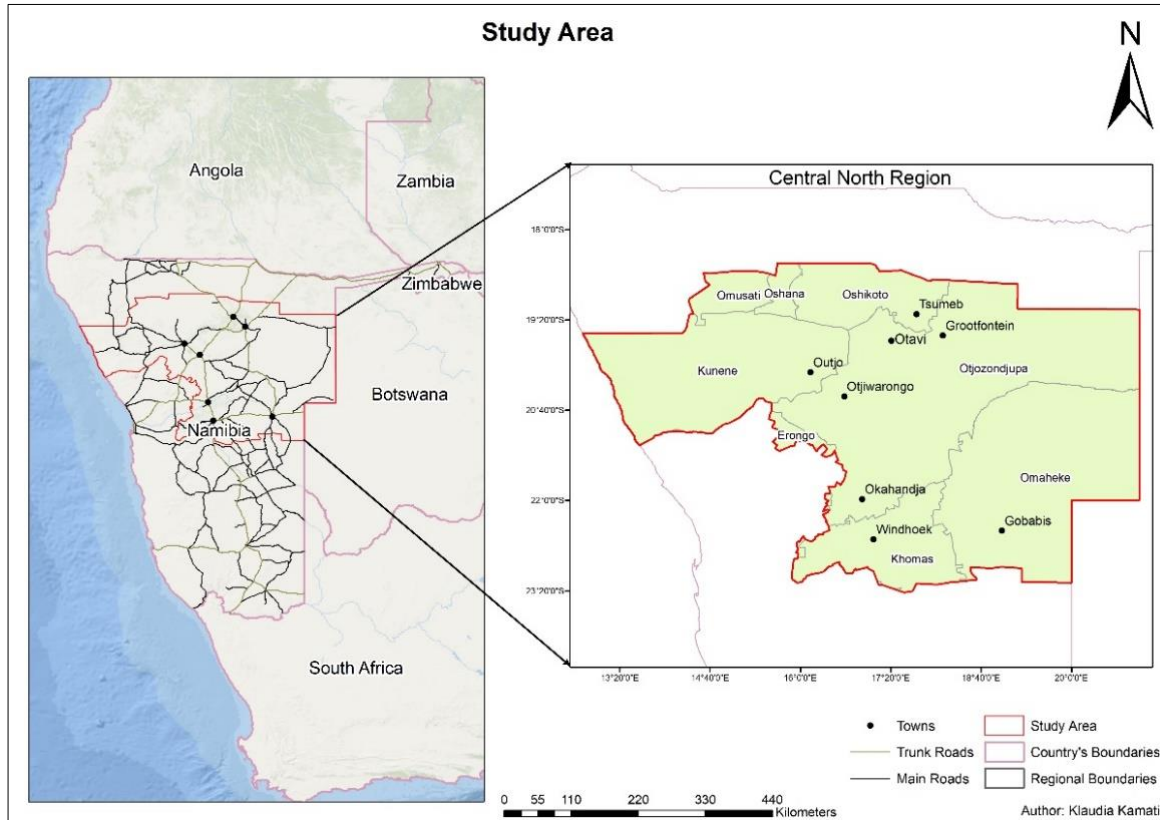 Study Area
N
Angola
Zambia
Zimbabwe
Botswana
Namibia
South Africa
Central North Region
18°0'0"S
19°20'0"S
20°40'0"S
22°0'0"S
23°20'0"S
Omusati
Oshana
Oshikoto
Tsumeb
Grootfontein
Otavi
Kunene
Outjo
Otjozondjupa
Otjiwarongo
Erongo
Omaheke
Okahandja
Windhoek
Gobabis
Khomas
13°20'0"E
14°40'0"E
16°0'0"E
17°20'0"E
18°40'0"E
20°0'0"E
Towns
Trunk Roads
Main Roads
Study Area
Country's Boundaries
Regional Boundaries
0 55 110 220 330 440
Kilometers
Author: Klaudia Kamati